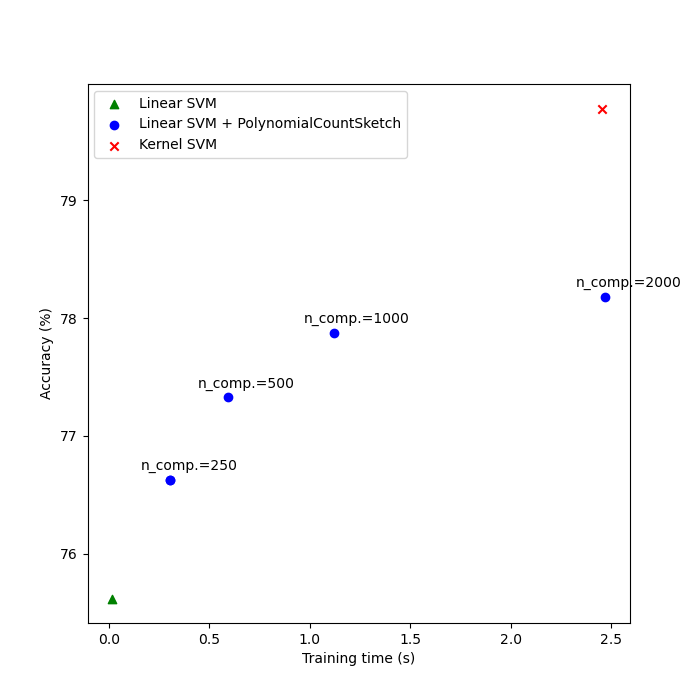 Linear SVM
Linear SVM + PolynomialCountSketch
Kernel SVM
79
n_comp.=2000
78
n_comp.=1000
n_comp.=500
77
n_comp.=250
76
Accuracy (%)
0.0 0.5 1.0 1.5 2.0 2.5
Training time (s)